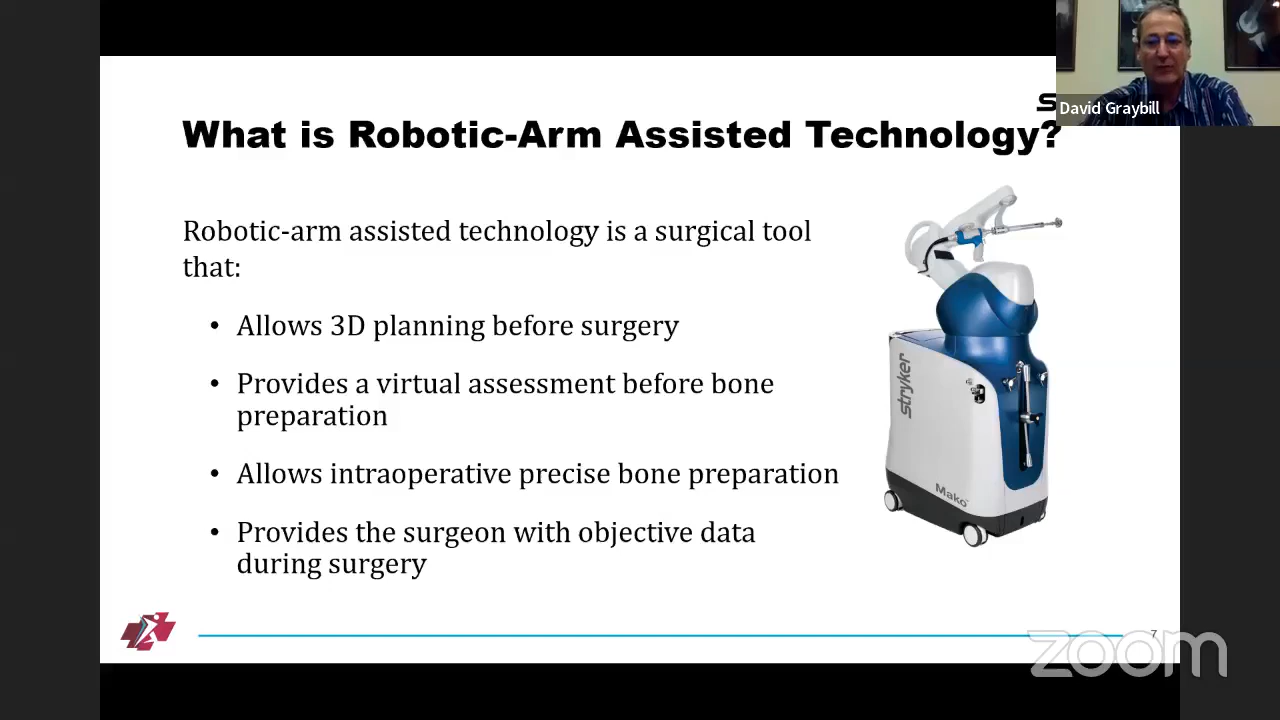 David Graybill
What is Robotic-Arm Assisted Technology?
Robotic-arm assisted technology is a surgical tool
that:
• Allows 3D planning before surgery
• Provides a virtual assessment before bone
preparation
• Allows intraoperative precise bone preparation
• Provides the surgeon with objective data
during surgery
stryker
Mako
7
zoom